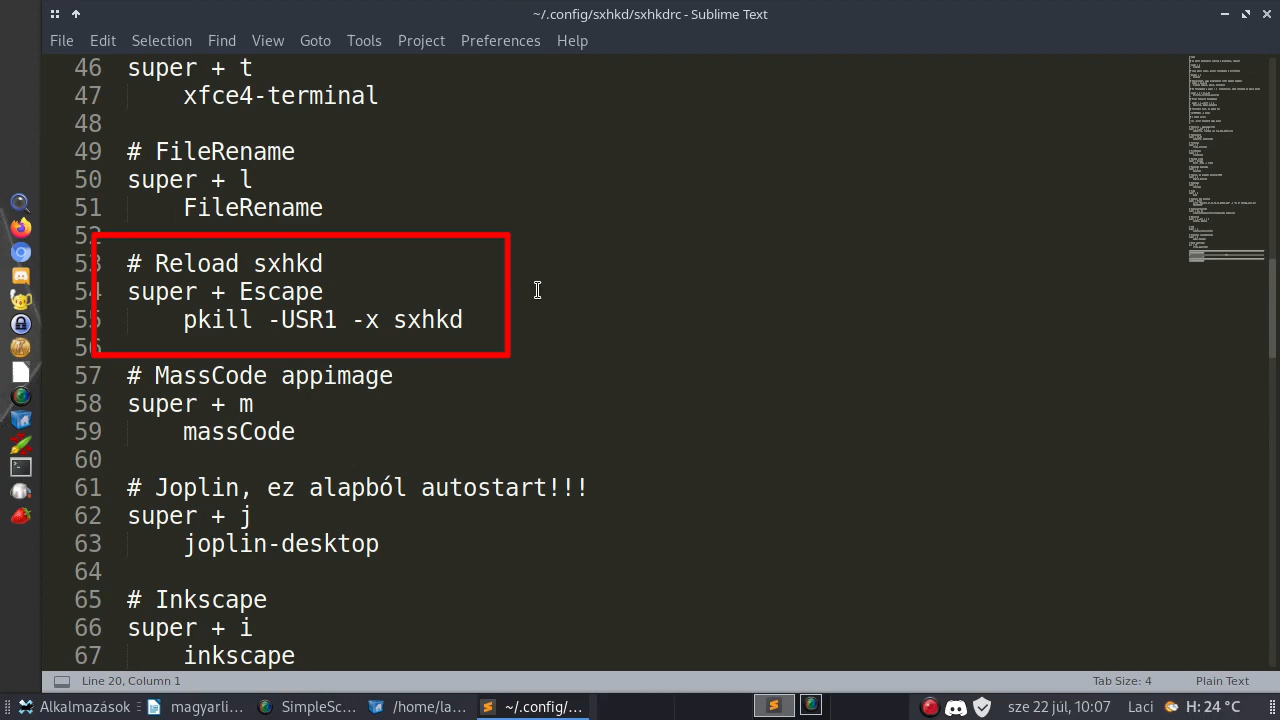 ~/.config/sxhkd/sxhkdrc - Sublime Text
File Edit Selection Find View Goto Tools Project Preferences Help
46 super + t
47 xfce4-terminal
48
49 # FileRename
50 super + l
51 FileRename
52
53 # Reload sxhkd
54 super + Escape
55 pkill -USR1 -x sxhkd
56
57 # MassCode appimage
58 super + m
59 massCode
60
61 # Joplin, ez alapból autostart!!!
62 super + j
63 joplin-desktop
64
65 # Inkscape
66 super + i
67 inkscape
Line 20, Column 1 Tab Size: 4 Plain Text
Alkalmazások magyarli... SimpleSc... /home/la... ~/.config/... sze 22 júl, 10:07 Laci H: 24 °C